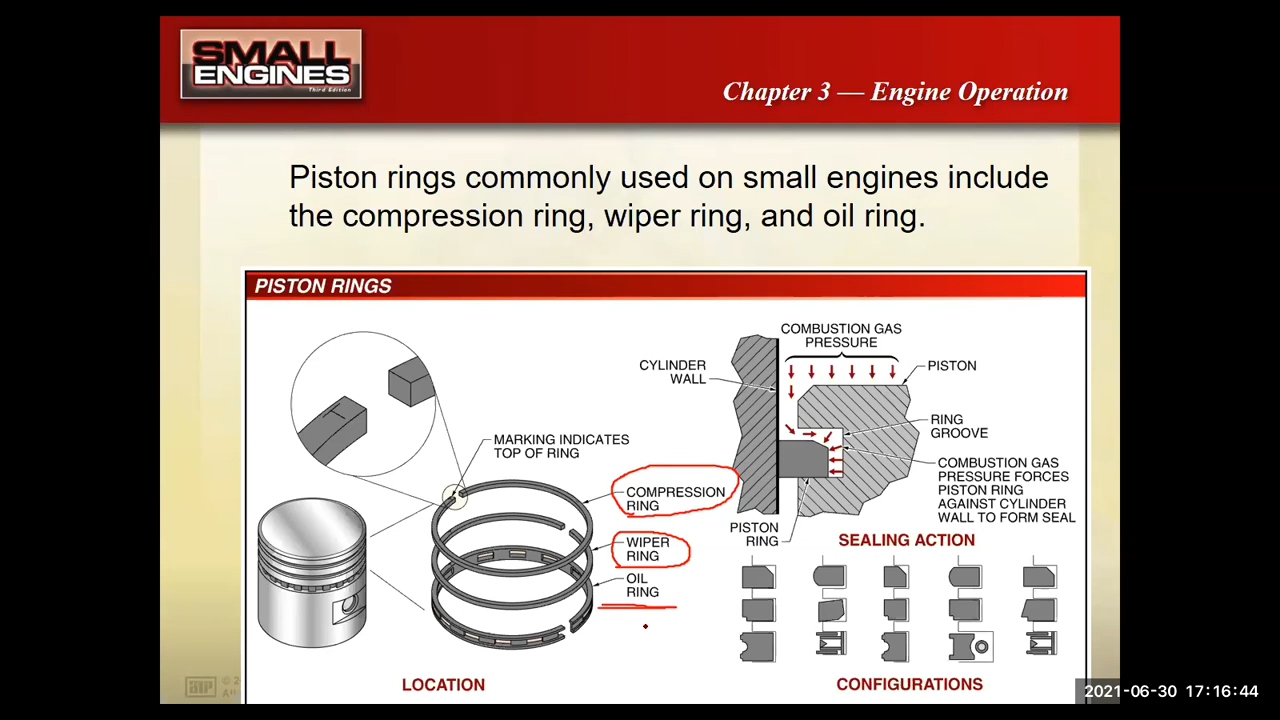 SMALL
ENGINES
Third Edition
Chapter 3 — Engine Operation
Piston rings commonly used on small engines include
the compression ring, wiper ring, and oil ring.
PISTON RINGS
MARKING INDICATES
TOP OF RING
COMPRESSION
RING
WIPER
RING
OIL
RING
LOCATION
COMBUSTION GAS
PRESSURE
CYLINDER
WALL
PISTON
RING
GROOVE
COMBUSTION GAS
PRESSURE FORCES
PISTON RING
AGAINST CYLINDER
WALL TO FORM SEAL
PISTON
RING
SEALING ACTION
CONFIGURATIONS
2021-06-30 17:16:44